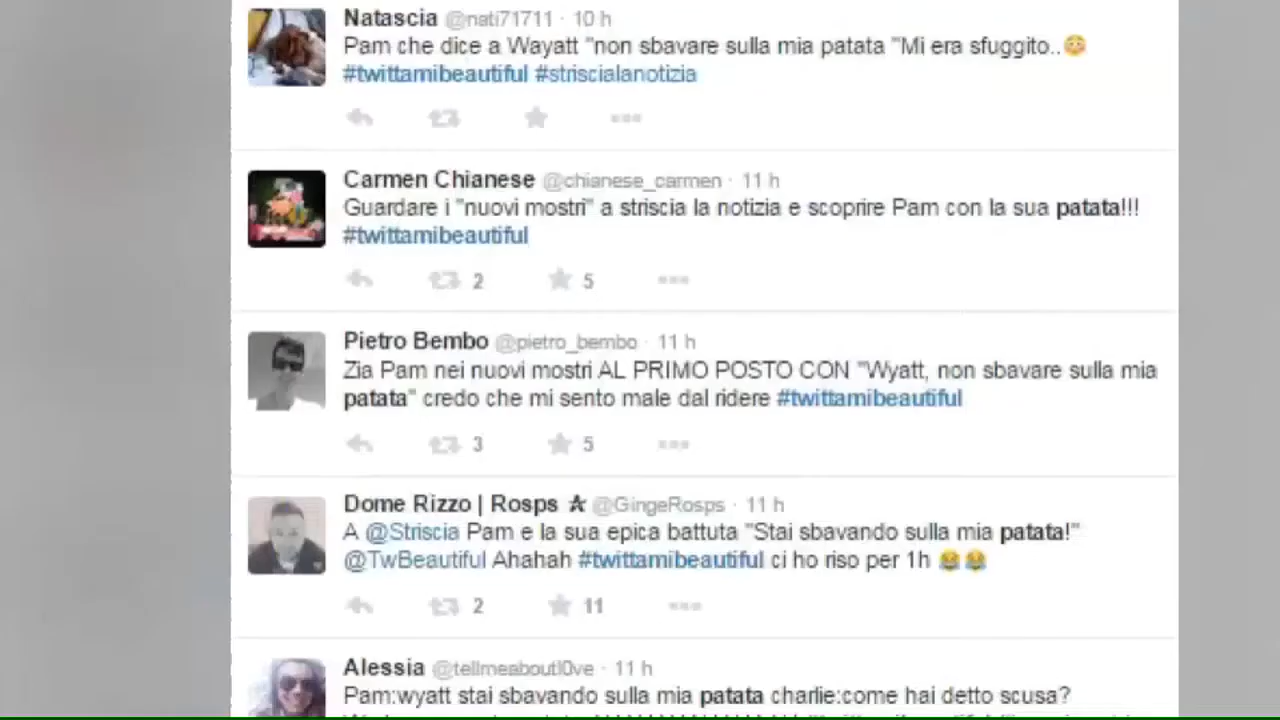 Natascia @nati71711 · 10 h
Pam che dice a Wayatt "non sbavare sulla mia patata "Mi era sfuggito..😳
#twittamibeautiful #striscialanotizia
Carmen Chianese @chianese_carmen · 11 h
Guardare i "nuovi mostri" a striscia la notizia e scoprire Pam con la sua patata!!!
#twittamibeautiful
2 5
Pietro Bembo @pietro_bembo · 11 h
Zia Pam nei nuovi mostri AL PRIMO POSTO CON "Wyatt, non sbavare sulla mia
patata" credo che mi sento male dal ridere #twittamibeautiful
3 5
Dome Rizzo | Rosps @GingeRosps · 11 h
A @Striscia Pam e la sua epica battuta "Stai sbavando sulla mia patata!"
@TwBeautiful Ahahah #twittamibeautiful ci ho riso per 1h 😂😂
2 11
Alessia @tellmeaboutl0ve · 11 h
Pam:wyatt stai sbavando sulla mia patata charlie:come hai detto scusa?